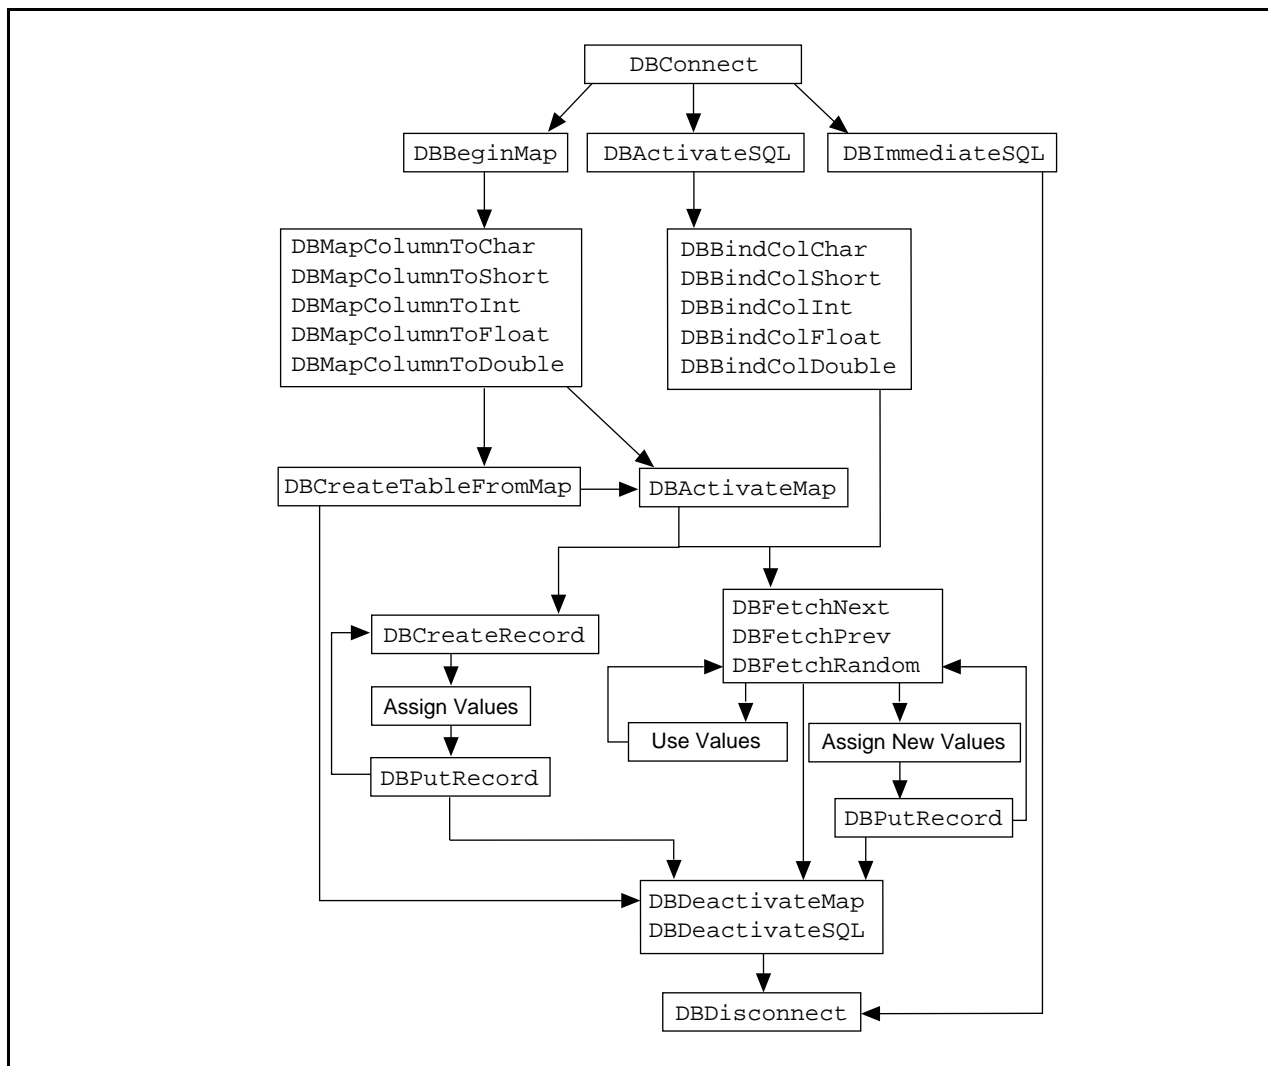 DBConnect
DBBeginMap
DBActivateSQL
DBImmediateSQL
DBMapColumnToChar
DBMapColumnToShort
DBMapColumnToInt
DBMapColumnToFloat
DBMapColumnToDouble
DBBindColChar
DBBindColShort
DBBindColInt
DBBindColFloat
DBBindColDouble
DBCreateTableFromMap
DBActivateMap
DBCreateRecord
Assign Values
DBPutRecord
DBFetchNext
DBFetchPrev
DBFetchRandom
Use Values
Assign New Values
DBPutRecord
DBDeactivateMap
DBDeactivateSQL
DBDisconnect